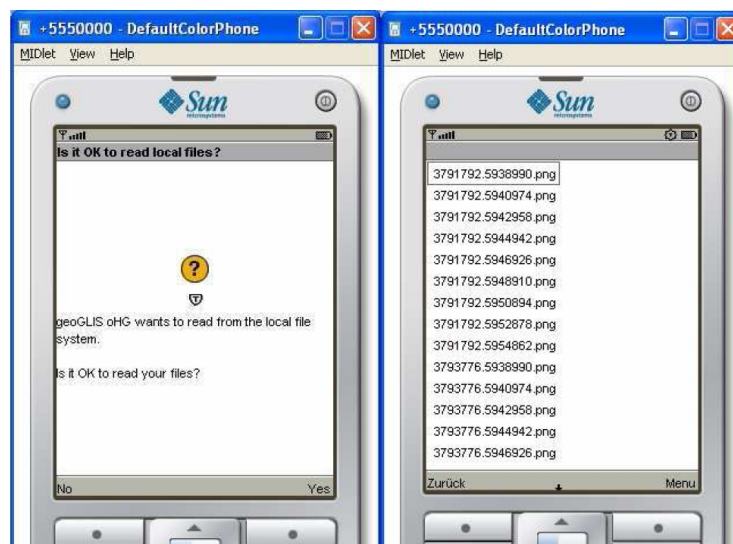 +5550000 - DefaultColorPhone
MIDlet View Help
Sun
microsystems
Is it OK to read local files?
?
geoGLIS oHG wants to read from the local file
system.
Is it OK to read your files?
No Yes
+5550000 - DefaultColorPhone
MIDlet View Help
Sun
microsystems
3791792.5938990.png
3791792.5940974.png
3791792.5942958.png
3791792.5944942.png
3791792.5946926.png
3791792.5948910.png
3791792.5950894.png
3791792.5952878.png
3791792.5954862.png
3793776.5938990.png
3793776.5940974.png
3793776.5942958.png
3793776.5944942.png
3793776.5946926.png
Zurück Menu